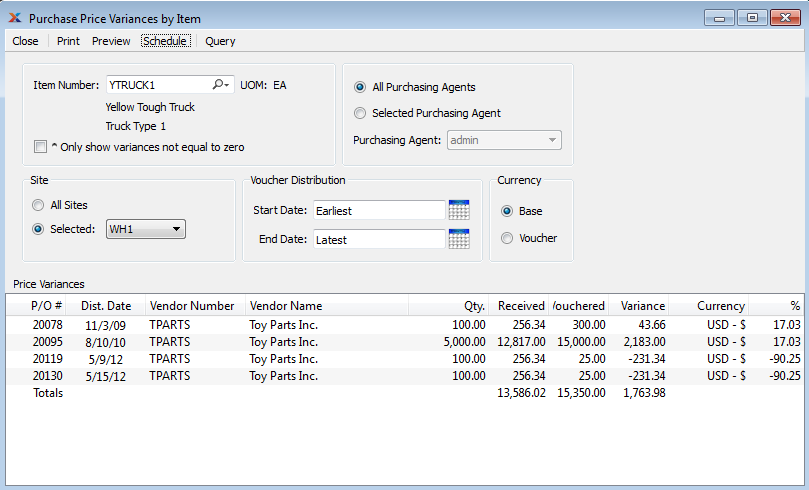 Purchase Price Variances by Item
Close Print Preview Schedule Query
Item Number: YTRUCK1 UOM: EA
Yellow Tough Truck
Truck Type 1
^ Only show variances not equal to zero
All Purchasing Agents
Selected Purchasing Agent
Purchasing Agent: admin
Site
All Sites
Selected: WH1
Voucher Distribution
Start Date: Earliest
End Date: Latest
Currency
Base
Voucher
Price Variances
P/O # Dist. Date Vendor Number Vendor Name Qty. Received Vouchered Variance Currency %
20078 11/3/09 TPARTS Toy Parts Inc. 100.00 256.34 300.00 43.66 USD - $ 17.03
20095 8/10/10 TPARTS Toy Parts Inc. 5,000.00 12,817.00 15,000.00 2,183.00 USD - $ 17.03
20119 5/9/12 TPARTS Toy Parts Inc. 100.00 256.34 25.00 -231.34 USD - $ -90.25
20130 5/15/12 TPARTS Toy Parts Inc. 100.00 256.34 25.00 -231.34 USD - $ -90.25
Totals 13,586.02 15,350.00 1,763.98